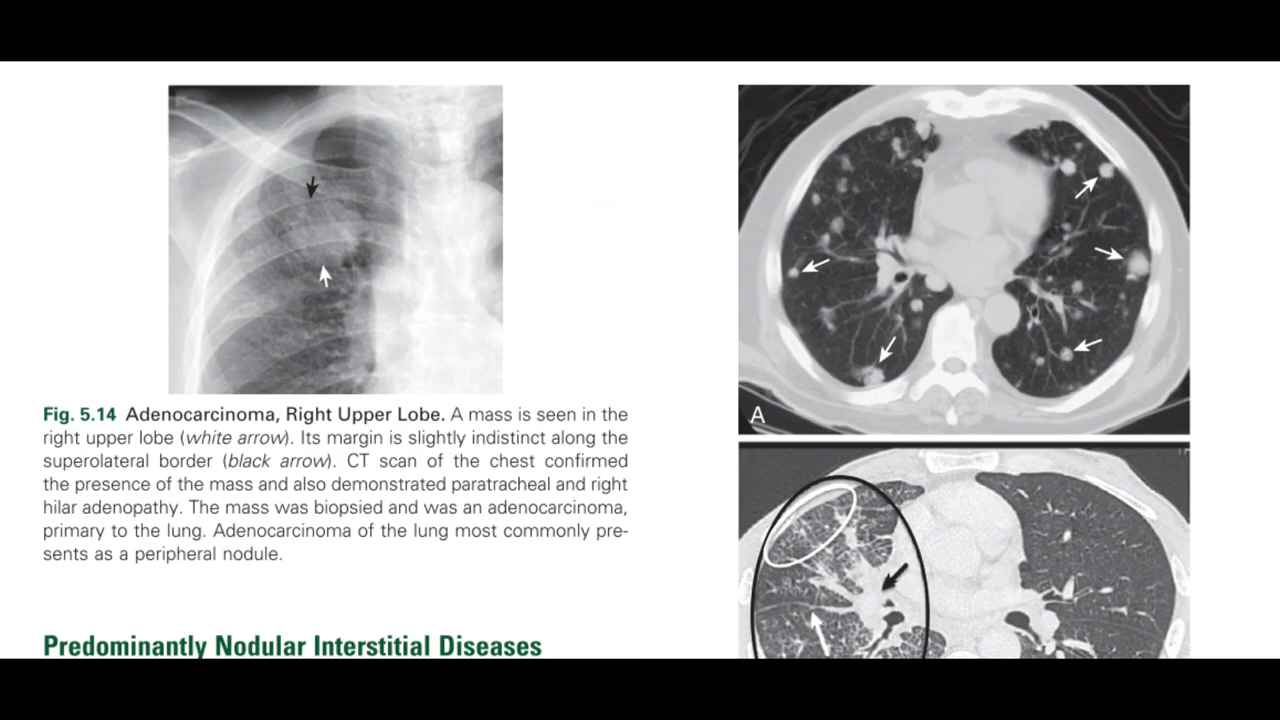 Fig. 5.14 Adenocarcinoma, Right Upper Lobe. A mass is seen in the
right upper lobe (white arrow). Its margin is slightly indistinct along the
superolateral border (black arrow). CT scan of the chest confirmed
the presence of the mass and also demonstrated paratracheal and right
hilar adenopathy. The mass was biopsied and was an adenocarcinoma,
primary to the lung. Adenocarcinoma of the lung most commonly pre-
sents as a peripheral nodule.
Predominantly Nodular Interstitial Diseases
A